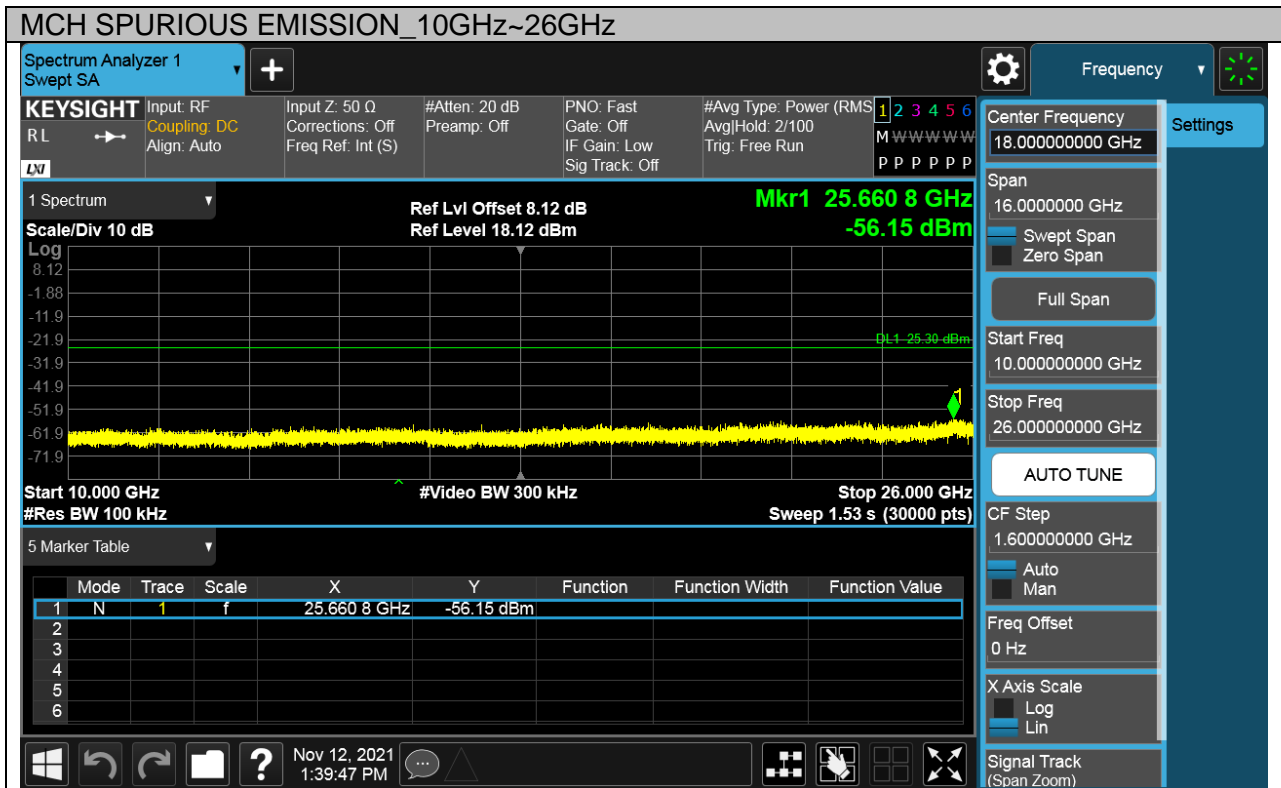 MCH SPURIOUS EMISSION_10GHz~26GHz
Spectrum Analyzer 1
Swept SA
+
Frequency
KEYSIGHT
RL
LXI
Input: RF
Coupling: DC
Align: Auto
Input Z: 50 Ω
Corrections: Off
Freq Ref: Int (S)
#Atten: 20 dB
Preamp: Off
PNO: Fast
Gate: Off
IF Gain: Low
Sig Track: Off
#Avg Type: Power (RMS
Avg|Hold: 2/100
Trig: Free Run
1 2 3 4 5 6
M W W W W W
P P P P P P
1 Spectrum
Scale/Div 10 dB
Ref Lvl Offset 8.12 dB
Ref Level 18.12 dBm
Mkr1 25.660 8 GHz
-56.15 dBm
Log
8.12
-1.88
-11.9
-21.9
-31.9
-41.9
-51.9
-61.9
-71.9
DL1 -25.30 dBm
1
Start 10.000 GHz
#Res BW 100 kHz
#Video BW 300 kHz
Stop 26.000 GHz
Sweep 1.53 s (30000 pts)
5 Marker Table
Mode Trace Scale X Y Function Function Width Function Value
1 N 1 f 25.660 8 GHz -56.15 dBm
2
3
4
5
6
Nov 12, 2021
1:39:47 PM
?
Settings
Center Frequency
18.000000000 GHz
Span
16.0000000 GHz
Swept Span
Zero Span
Full Span
Start Freq
10.000000000 GHz
Stop Freq
26.000000000 GHz
AUTO TUNE
CF Step
1.600000000 GHz
Auto
Man
Freq Offset
0 Hz
X Axis Scale
Log
Lin
Signal Track
(Span Zoom)